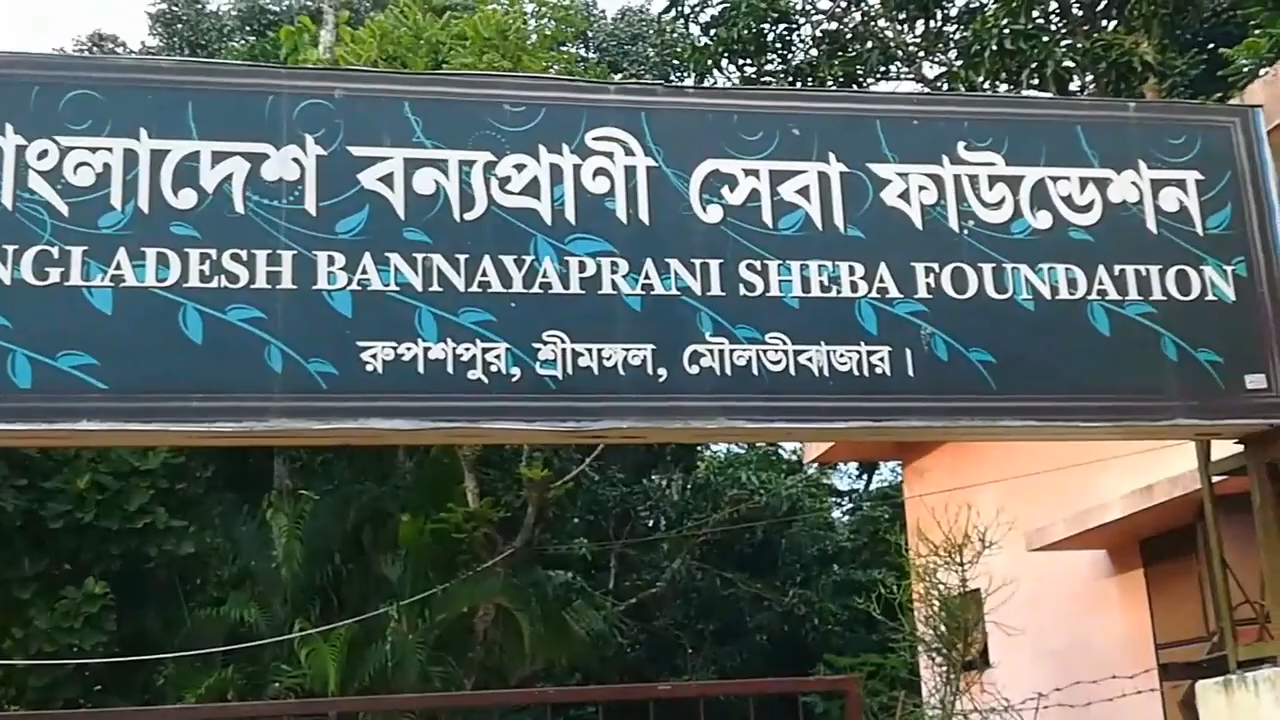 বাংলাদেশ বন্যপ্রাণী সেবা ফাউন্ডেশন
NGLADESH BANNAYAPRANI SHEBA FOUNDATION
রুপশপুর, শ্রীমঙ্গল, মৌলভীবাজার।